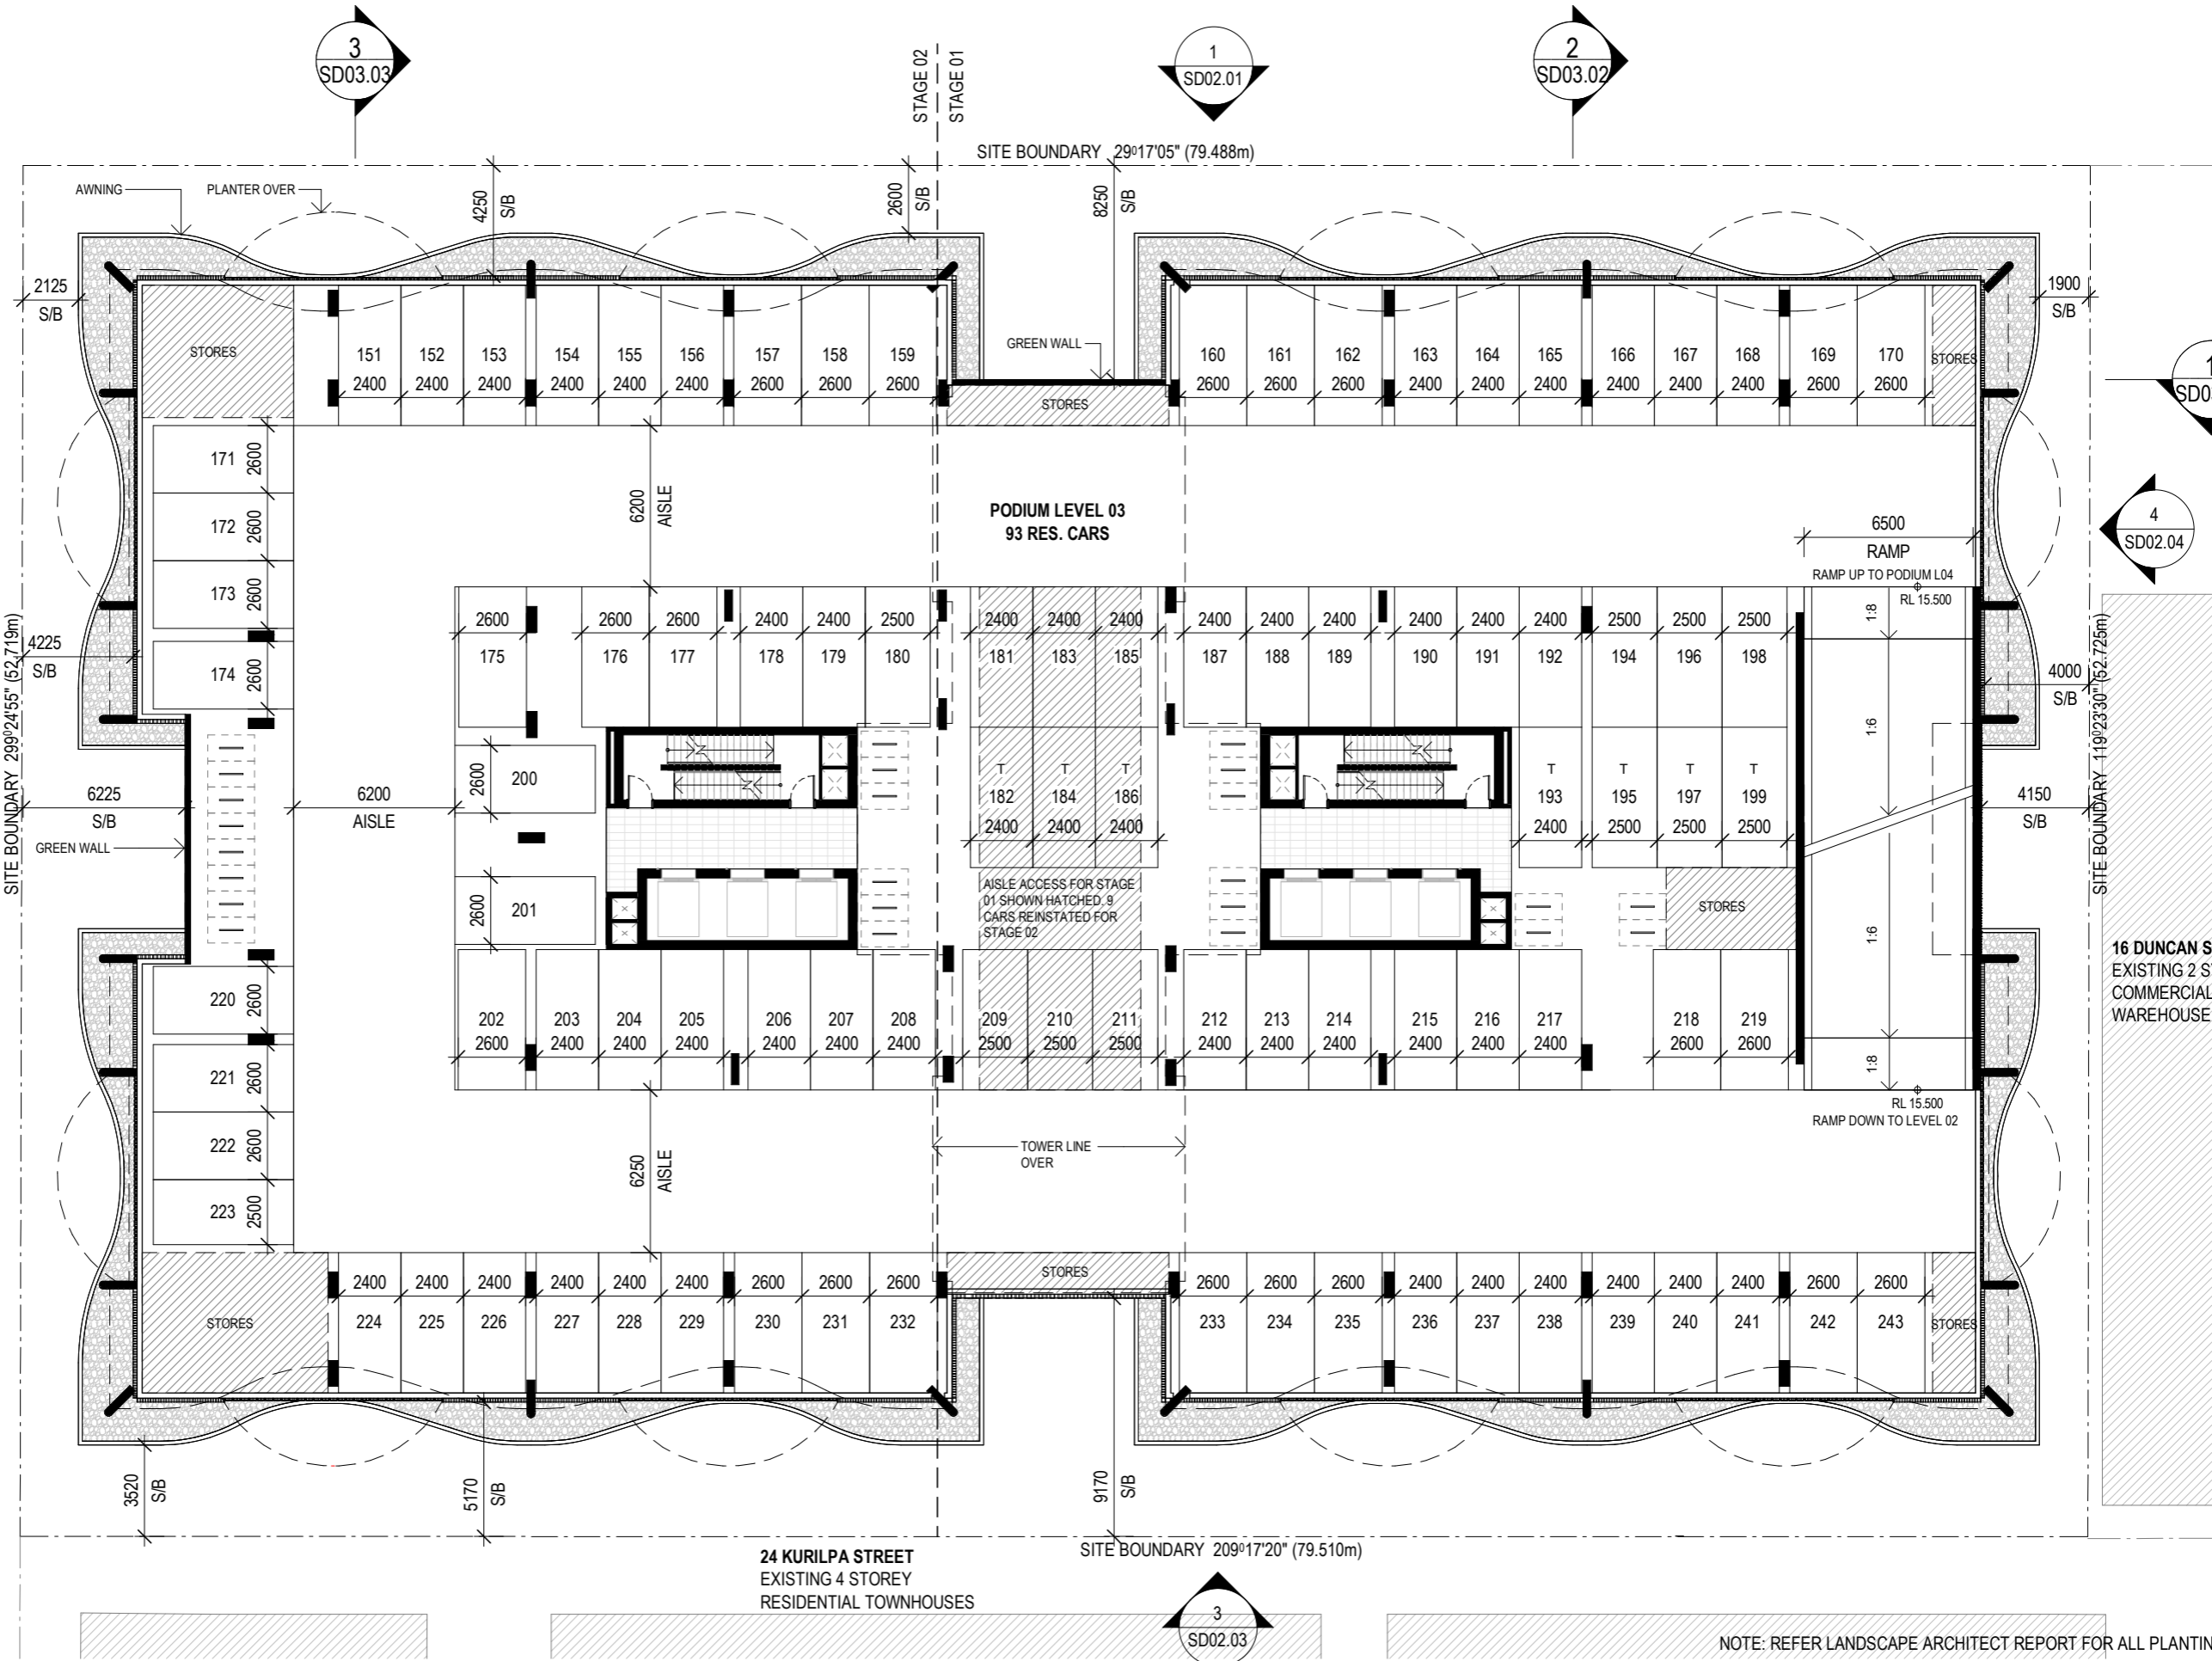 3
SD03.03
STAGE 02
STAGE 01
1
SD02.01
2
SD03.02
SITE BOUNDARY 29⁰17'05" (79.488m)
AWNING
PLANTER OVER
4250
S/B
2600
S/B
8250
S/B
2125
S/B
1900
S/B
STORES
GREEN WALL
151 152 153 154 155 156 157 158 159
2400 2400 2400 2400 2400 2400 2600 2600 2600
160 161 162 163 164 165 166 167 168 169 170
2600 2600 2600 2400 2400 2400 2400 2400 2400 2600 2600
STORES
STORES
171
2600
172
2600
173
2600
174
2600
6200
AISLE
PODIUM LEVEL 03
93 RES. CARS
6500
RAMP
RAMP UP TO PODIUM L04
RL 15.500
4
SD02.04
2600 2600 2600 2400 2400 2500 2400 2400 2400 2400 2400 2400 2400 2400 2400 2500 2500 2500
175 176 177 178 179 180 181 183 185 187 188 189 190 191 192 194 196 198
1:8
1:6
4225
S/B
4000
S/B
SITE BOUNDARY 299⁰24'55" (52.719m)
SITE BOUNDARY 119⁰23'30" (52.725m)
2600
200
T T T T T T T
182 184 186 193 195 197 199
2400 2400 2400 2400 2500 2500 2500
6225
S/B
6200
AISLE
4150
S/B
GREEN WALL
2600
201
AISLE ACCESS FOR STAGE
01 SHOWN HATCHED. 9
CARS REINSTATED FOR
STAGE 02
STORES
1:6
1:8
16 DUNCAN S
EXISTING 2 S
COMMERCIAL
WAREHOUSE
202 203 204 205 206 207 208 209 210 211 212 213 214 215 216 217 218 219
2600 2400 2400 2400 2400 2400 2400 2500 2500 2500 2400 2400 2400 2400 2400 2400 2600 2600
220
2600
221
2600
222
2600
223
2500
RL 15.500
RAMP DOWN TO LEVEL 02
6250
AISLE
TOWER LINE
OVER
STORES
STORES
STORES
2400 2400 2400 2400 2400 2400 2600 2600 2600
224 225 226 227 228 229 230 231 232
2600 2600 2600 2400 2400 2400 2400 2400 2400 2600 2600
233 234 235 236 237 238 239 240 241 242 243
3520
S/B
5170
S/B
9170
S/B
SITE BOUNDARY 209⁰17'20" (79.510m)
24 KURILPA STREET
EXISTING 4 STOREY
RESIDENTIAL TOWNHOUSES
3
SD02.03
NOTE: REFER LANDSCAPE ARCHITECT REPORT FOR ALL PLANTIN